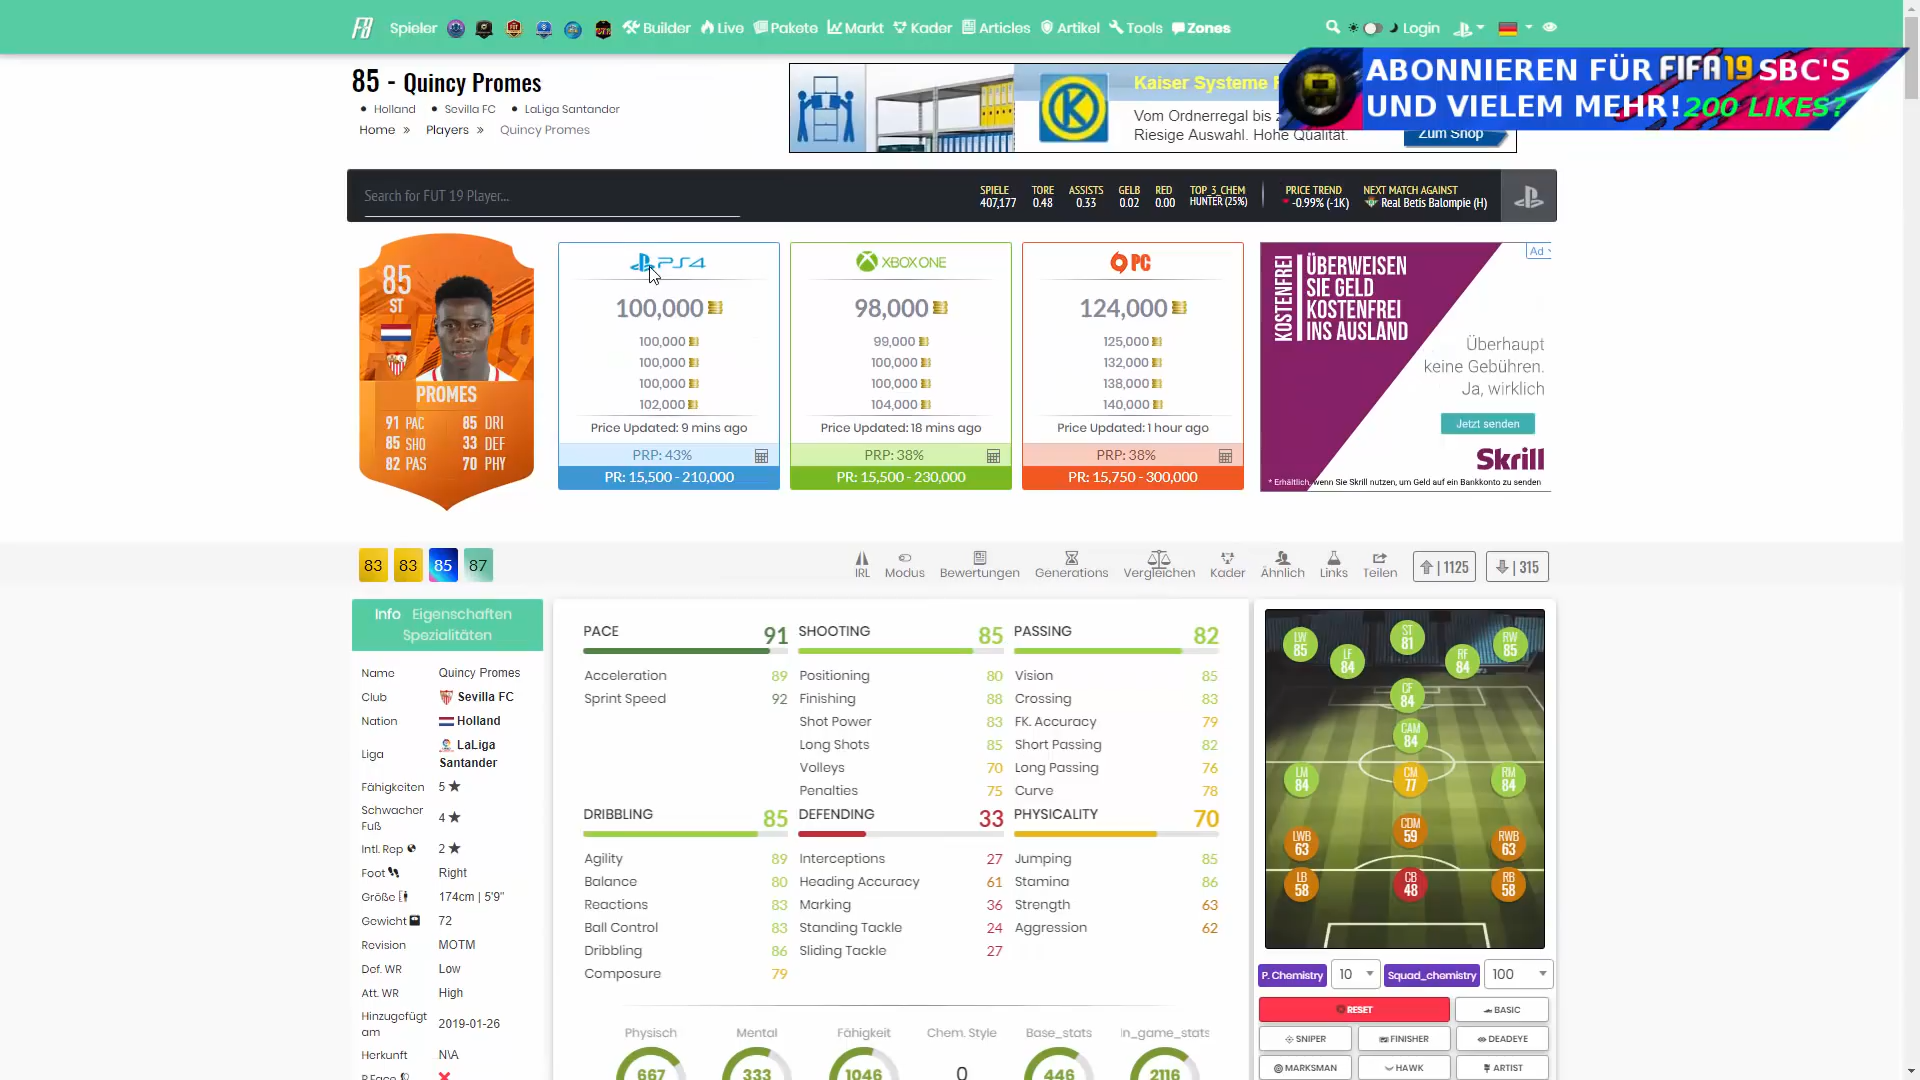 Spieler Builder Live Pakete Markt Kader Articles Artikel Tools Zones Login
ABONNIEREN FÜR FIFA19 SBC'S
UND VIELEM MEHR! 200 LIKES?
85 - Quincy Promes
Holland Sevilla FC LaLiga Santander
Home » Players » Quincy Promes
Kaiser Systeme
Vom Ordnerregal bis z
Riesige Auswahl. Hohe Qualität.
Zum Shop
Search for FUT 19 Player...
SPIELE TORE ASSISTS GELB RED TOP_3_CHEM PRICE TREND NEXT MATCH AGAINST
407,177 0.48 0.33 0.02 0.00 HUNTER (25%) -0.99% (-1K) Real Betis Balompie (H)
85
ST
PROMES
91 PAC 85 DRI
85 SHO 33 DEF
82 PAS 70 PHY
PS4
100,000
100,000
100,000
100,000
102,000
Price Updated: 9 mins ago
PRP: 43%
PR: 15,500 - 210,000
XBOX ONE
98,000
99,000
100,000
100,000
104,000
Price Updated: 18 mins ago
PRP: 38%
PR: 15,500 - 230,000
PC
124,000
125,000
132,000
138,000
140,000
Price Updated: 1 hour ago
PRP: 38%
PR: 15,750 - 300,000
Ad
KOSTENFREI
ÜBERWEISEN
SIE GELD
KOSTENFREI
INS AUSLAND
Überhaupt
keine Gebühren.
Ja, wirklich
Jetzt senden
Skrill
* Erhältlich, wenn Sie Skrill nutzen, um Geld auf ein Bankkonto zu senden
83 83 85 87
IRL Modus Bewertungen Generations Vergleichen Kader Ähnlich Links Teilen | 1125 | 315
Info Eigenschaften
Spezialitäten
Name Quincy Promes
Club Sevilla FC
Nation Holland
Liga LaLiga
Santander
Fähigkeiten 5
Schwacher
Fuß 4
Intl. Rep 2
Foot Right
Größe 174cm | 5'9"
Gewicht 72
Revision MOTM
Def. WR Low
Att. WR High
Hinzugefügt
am 2019-01-26
Herkunft N\A
PACE 91
Acceleration 89
Sprint Speed 92
SHOOTING 85
Positioning 80
Finishing 88
Shot Power 83
Long Shots 85
Volleys 70
Penalties 75
PASSING 82
Vision 85
Crossing 83
FK. Accuracy 79
Short Passing 82
Long Passing 76
Curve 78
DRIBBLING 85
Agility 89
Balance 80
Reactions 83
Ball Control 83
Dribbling 86
Composure 79
DEFENDING 33
Interceptions 27
Heading Accuracy 61
Marking 36
Standing Tackle 24
Sliding Tackle 27
PHYSICALITY 70
Jumping 85
Stamina 86
Strength 63
Aggression 62
Physisch Mental Fähigkeit Chem. Style Base_stats In_game_stats
667 333 1046 0 446 2116
LW 85
LF 84
ST 81
RF 84
RW 85
CF 84
CAM 84
LM 84
CM 77
RM 84
LWB 63
CDM 59
RWB 63
LB 58
CB 48
RB 58
P. Chemistry 10 Squad_chemistry 100
RESET BASIC
SNIPER FINISHER DEADEYE
MARKSMAN HAWK ARTIST